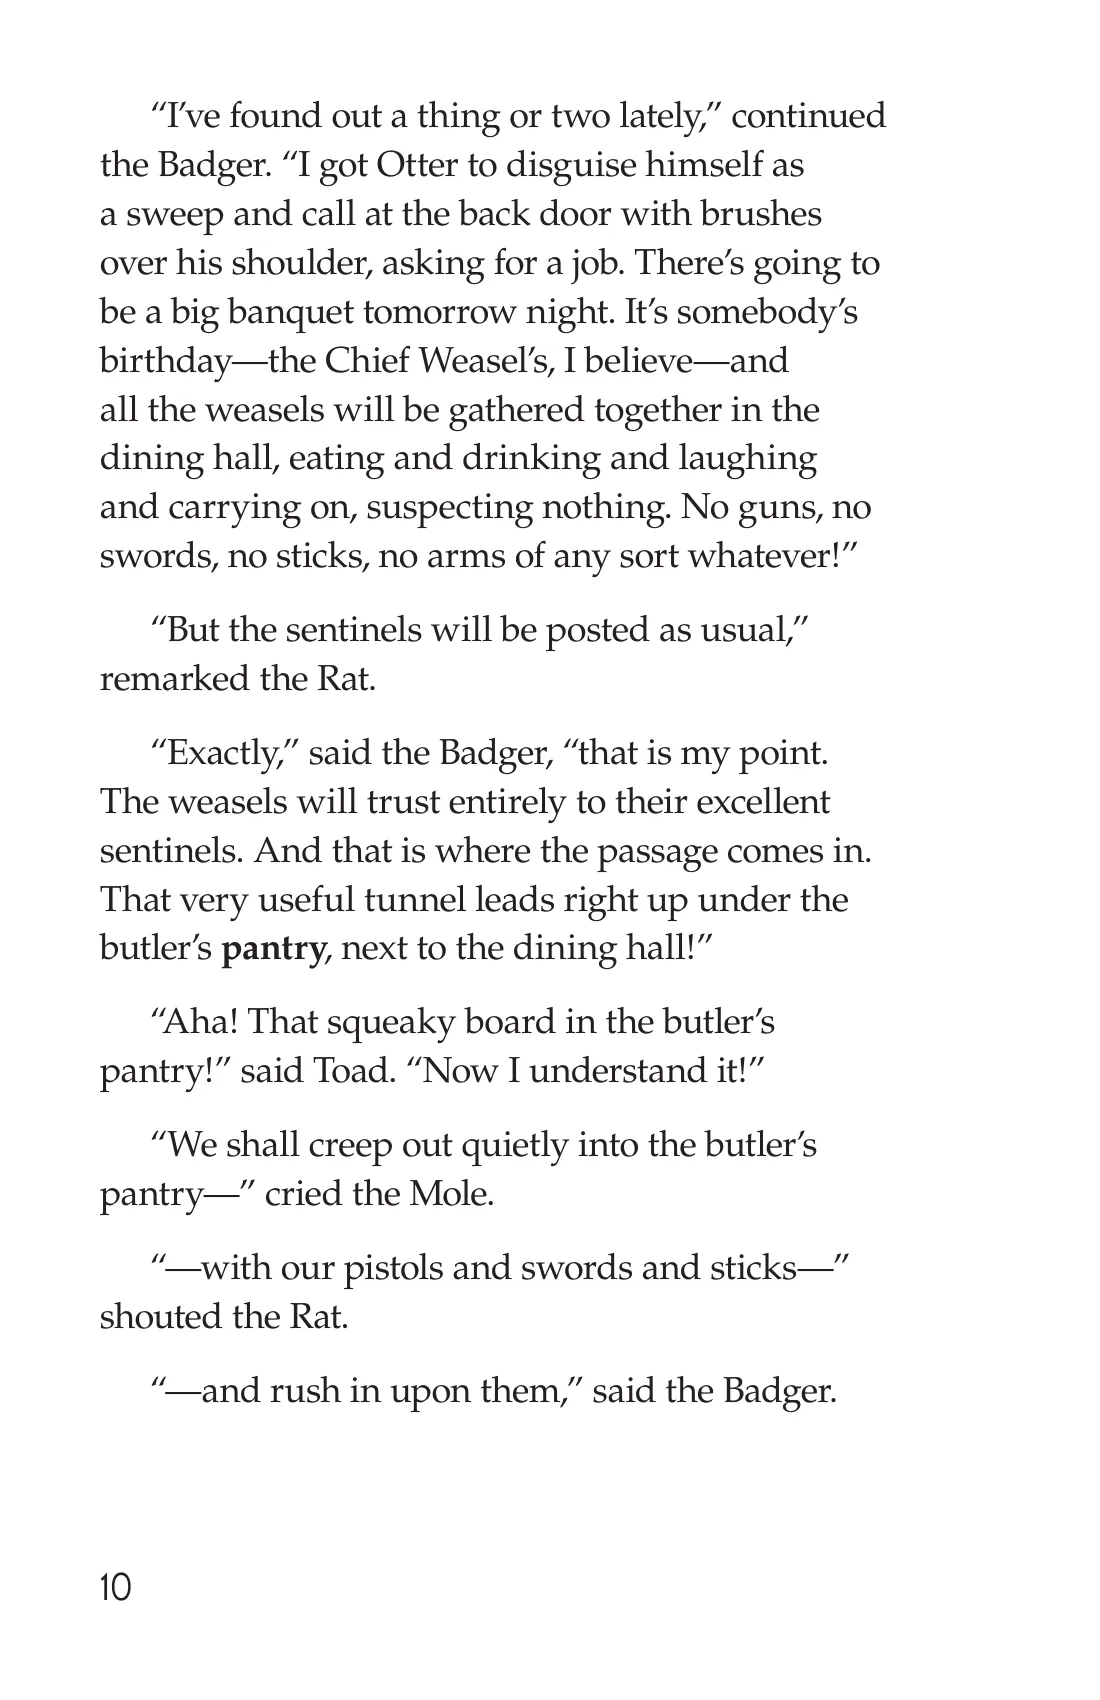 “I’ve found out a thing or two lately,” continued
the Badger. “I got Otter to disguise himself as
a sweep and call at the back door with brushes
over his shoulder, asking for a job. There’s going to
be a big banquet tomorrow night. It’s somebody’s
birthday—the Chief Weasel’s, I believe—and
all the weasels will be gathered together in the
dining hall, eating and drinking and laughing
and carrying on, suspecting nothing. No guns, no
swords, no sticks, no arms of any sort whatever!”
“But the sentinels will be posted as usual,”
remarked the Rat.
“Exactly,” said the Badger, “that is my point.
The weasels will trust entirely to their excellent
sentinels. And that is where the passage comes in.
That very useful tunnel leads right up under the
butler’s pantry, next to the dining hall!”
“Aha! That squeaky board in the butler’s
pantry!” said Toad. “Now I understand it!”
“We shall creep out quietly into the butler’s
pantry—” cried the Mole.
“—with our pistols and swords and sticks—”
shouted the Rat.
“—and rush in upon them,” said the Badger.
10